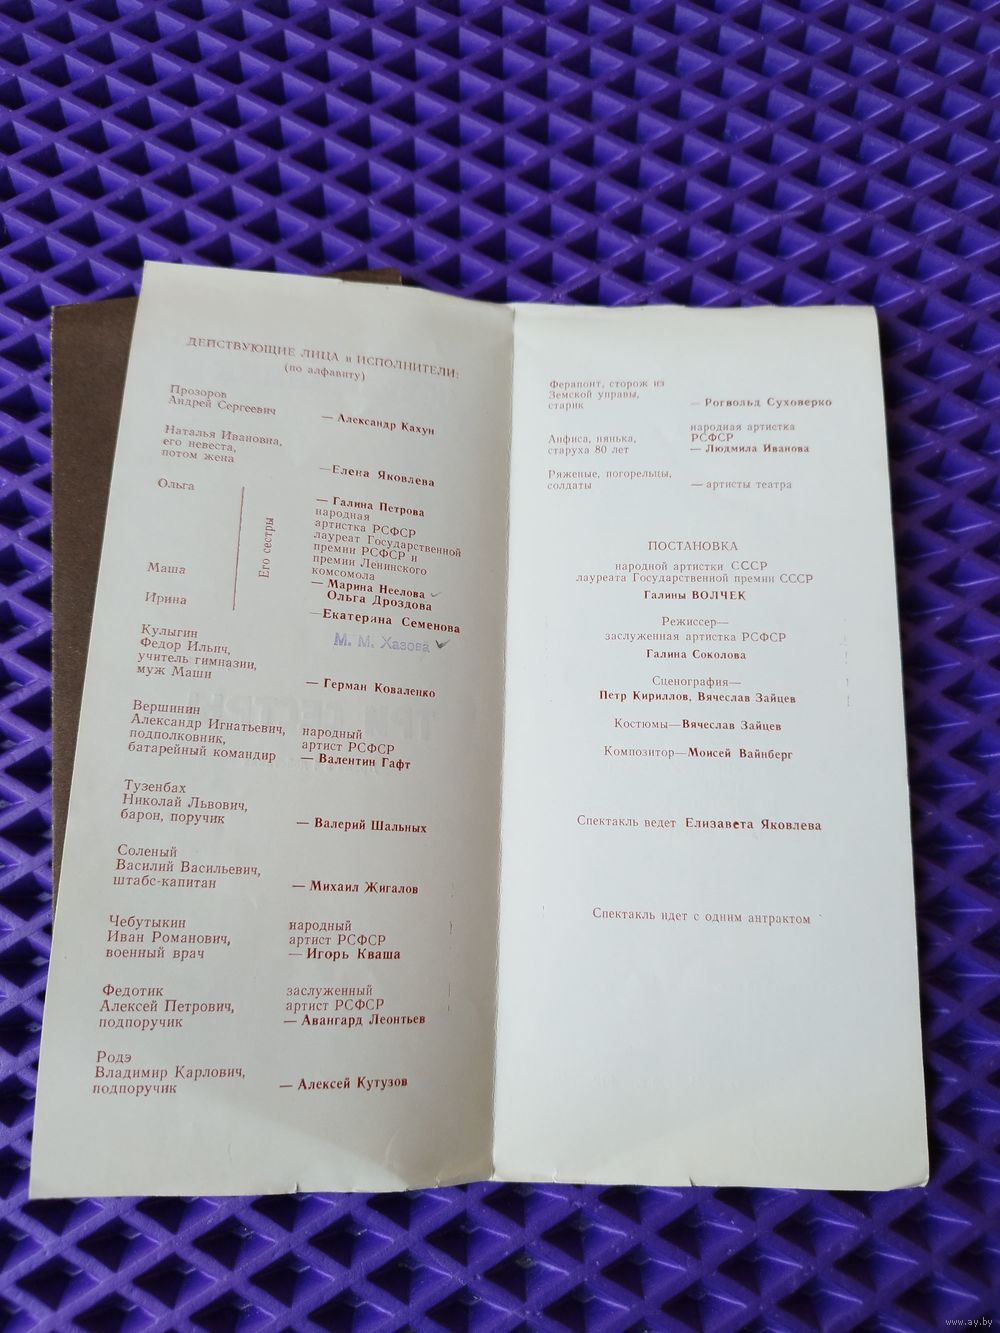 ДЕЙСТВУЮЩИЕ ЛИЦА и ИСПОЛНИТЕЛИ:
(по алфавиту)
Прозоров
Андрей Сергеевич
— Александр Кахун
Наталья Ивановна,
его невеста,
потом жена
—Елена Яковлева
Ольга
— Галина Петрова
народная
артистка РСФСР
лауреат Государственной
премии РСФСР и
премии Ленинского
комсомола
Его сестры
Маша
— Марина Неелова
Ольга Дроздова
Ирина
—Екатерина Семенова
М. М. Хазова
Кулыгин
Федор Ильич,
учитель гимназии,
муж Маши
— Герман Коваленко
Вершинин
Александр Игнатьевич,
подполковник,
батарейный командир
народный
артист РСФСР
— Валентин Гафт
Тузенбах
Николай Львович,
барон, поручик
— Валерий Шальных
Соленый
Василий Васильевич,
штабс-капитан
— Михаил Жигалов
Чебутыкин
Иван Романович,
военный врач
народный
артист РСФСР
— Игорь Кваша
Федотик
Алексей Петрович,
подпоручик
заслуженный
артист РСФСР
— Авангард Леонтьев
Родэ
Владимир Карлович,
подпоручик
— Алексей Кутузов
Ферапонт, сторож из
Земской управы,
старик
— Рогвольд Суховерко
Анфиса, нянька,
старуха 80 лет
народная артистка
РСФСР
— Людмила Иванова
Ряженые, погорельцы,
солдаты
— артисты театра
ПОСТАНОВКА
народной артистки СССР
лауреата Государственной премии СССР
Галины ВОЛЧЕК
Режиссер—
заслуженная артистка РСФСР
Галина Соколова
Сценография—
Петр Кириллов, Вячеслав Зайцев
Костюмы—Вячеслав Зайцев
Композитор—Моисей Вайнберг
Спектакль ведет Елизавета Яковлева
Спектакль идет с одним антрактом
www.ay.by